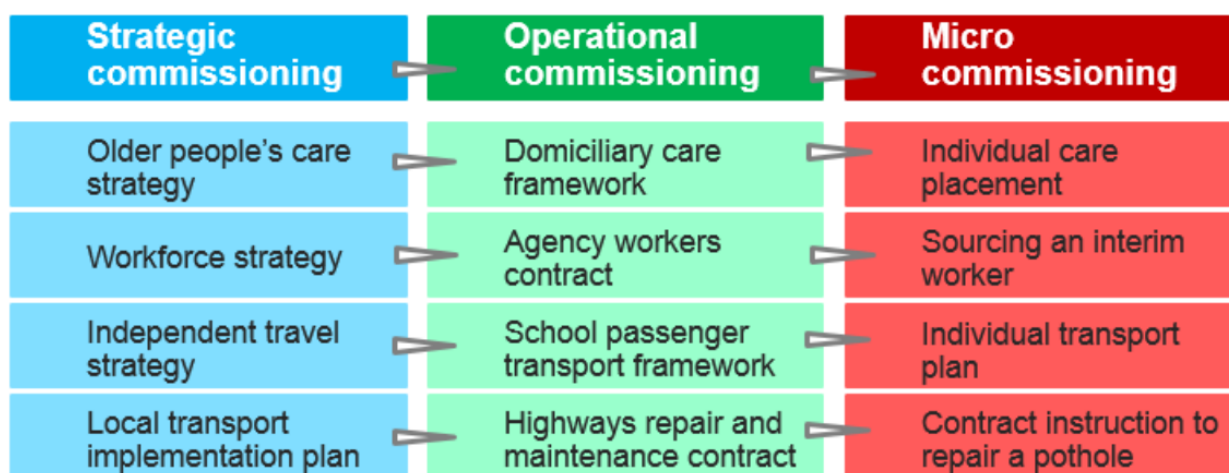 Strategic
commissioning
Operational
commissioning
Micro
commissioning
Older people's care
strategy
Domiciliary care
framework
Individual care
placement
Workforce strategy
Agency workers
contract
Sourcing an interim
worker
Independent travel
strategy
School passenger
transport framework
Individual transport
plan
Local transport
implementation plan
Highways repair and
maintenance contract
Contract instruction to
repair a pothole